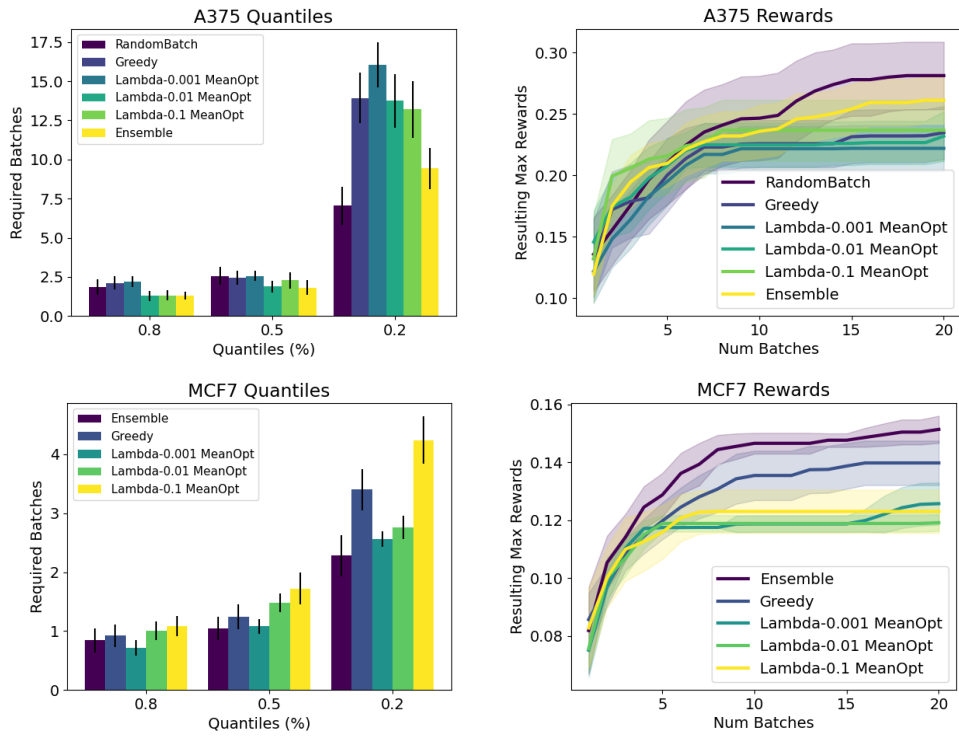 A375 Quantiles
Required Batches
17.5
15.0
12.5
10.0
7.5
5.0
2.5
0.0
RandomBatch
Greedy
Lambda-0.001 MeanOpt
Lambda-0.01 MeanOpt
Lambda-0.1 MeanOpt
Ensemble
0.8
0.5
0.2
Quantiles (%)
A375 Rewards
Resulting Max Rewards
0.30
0.25
0.20
0.15
0.10
RandomBatch
Greedy
Lambda-0.001 MeanOpt
Lambda-0.01 MeanOpt
Lambda-0.1 MeanOpt
Ensemble
5
10
15
20
Num Batches
MCF7 Quantiles
Required Batches
4
3
2
1
0
Ensemble
Greedy
Lambda-0.001 MeanOpt
Lambda-0.01 MeanOpt
Lambda-0.1 MeanOpt
0.8
0.5
0.2
Quantiles (%)
MCF7 Rewards
Resulting Max Rewards
0.16
0.14
0.12
0.10
0.08
Ensemble
Greedy
Lambda-0.001 MeanOpt
Lambda-0.01 MeanOpt
Lambda-0.1 MeanOpt
5
10
15
20
Num Batches